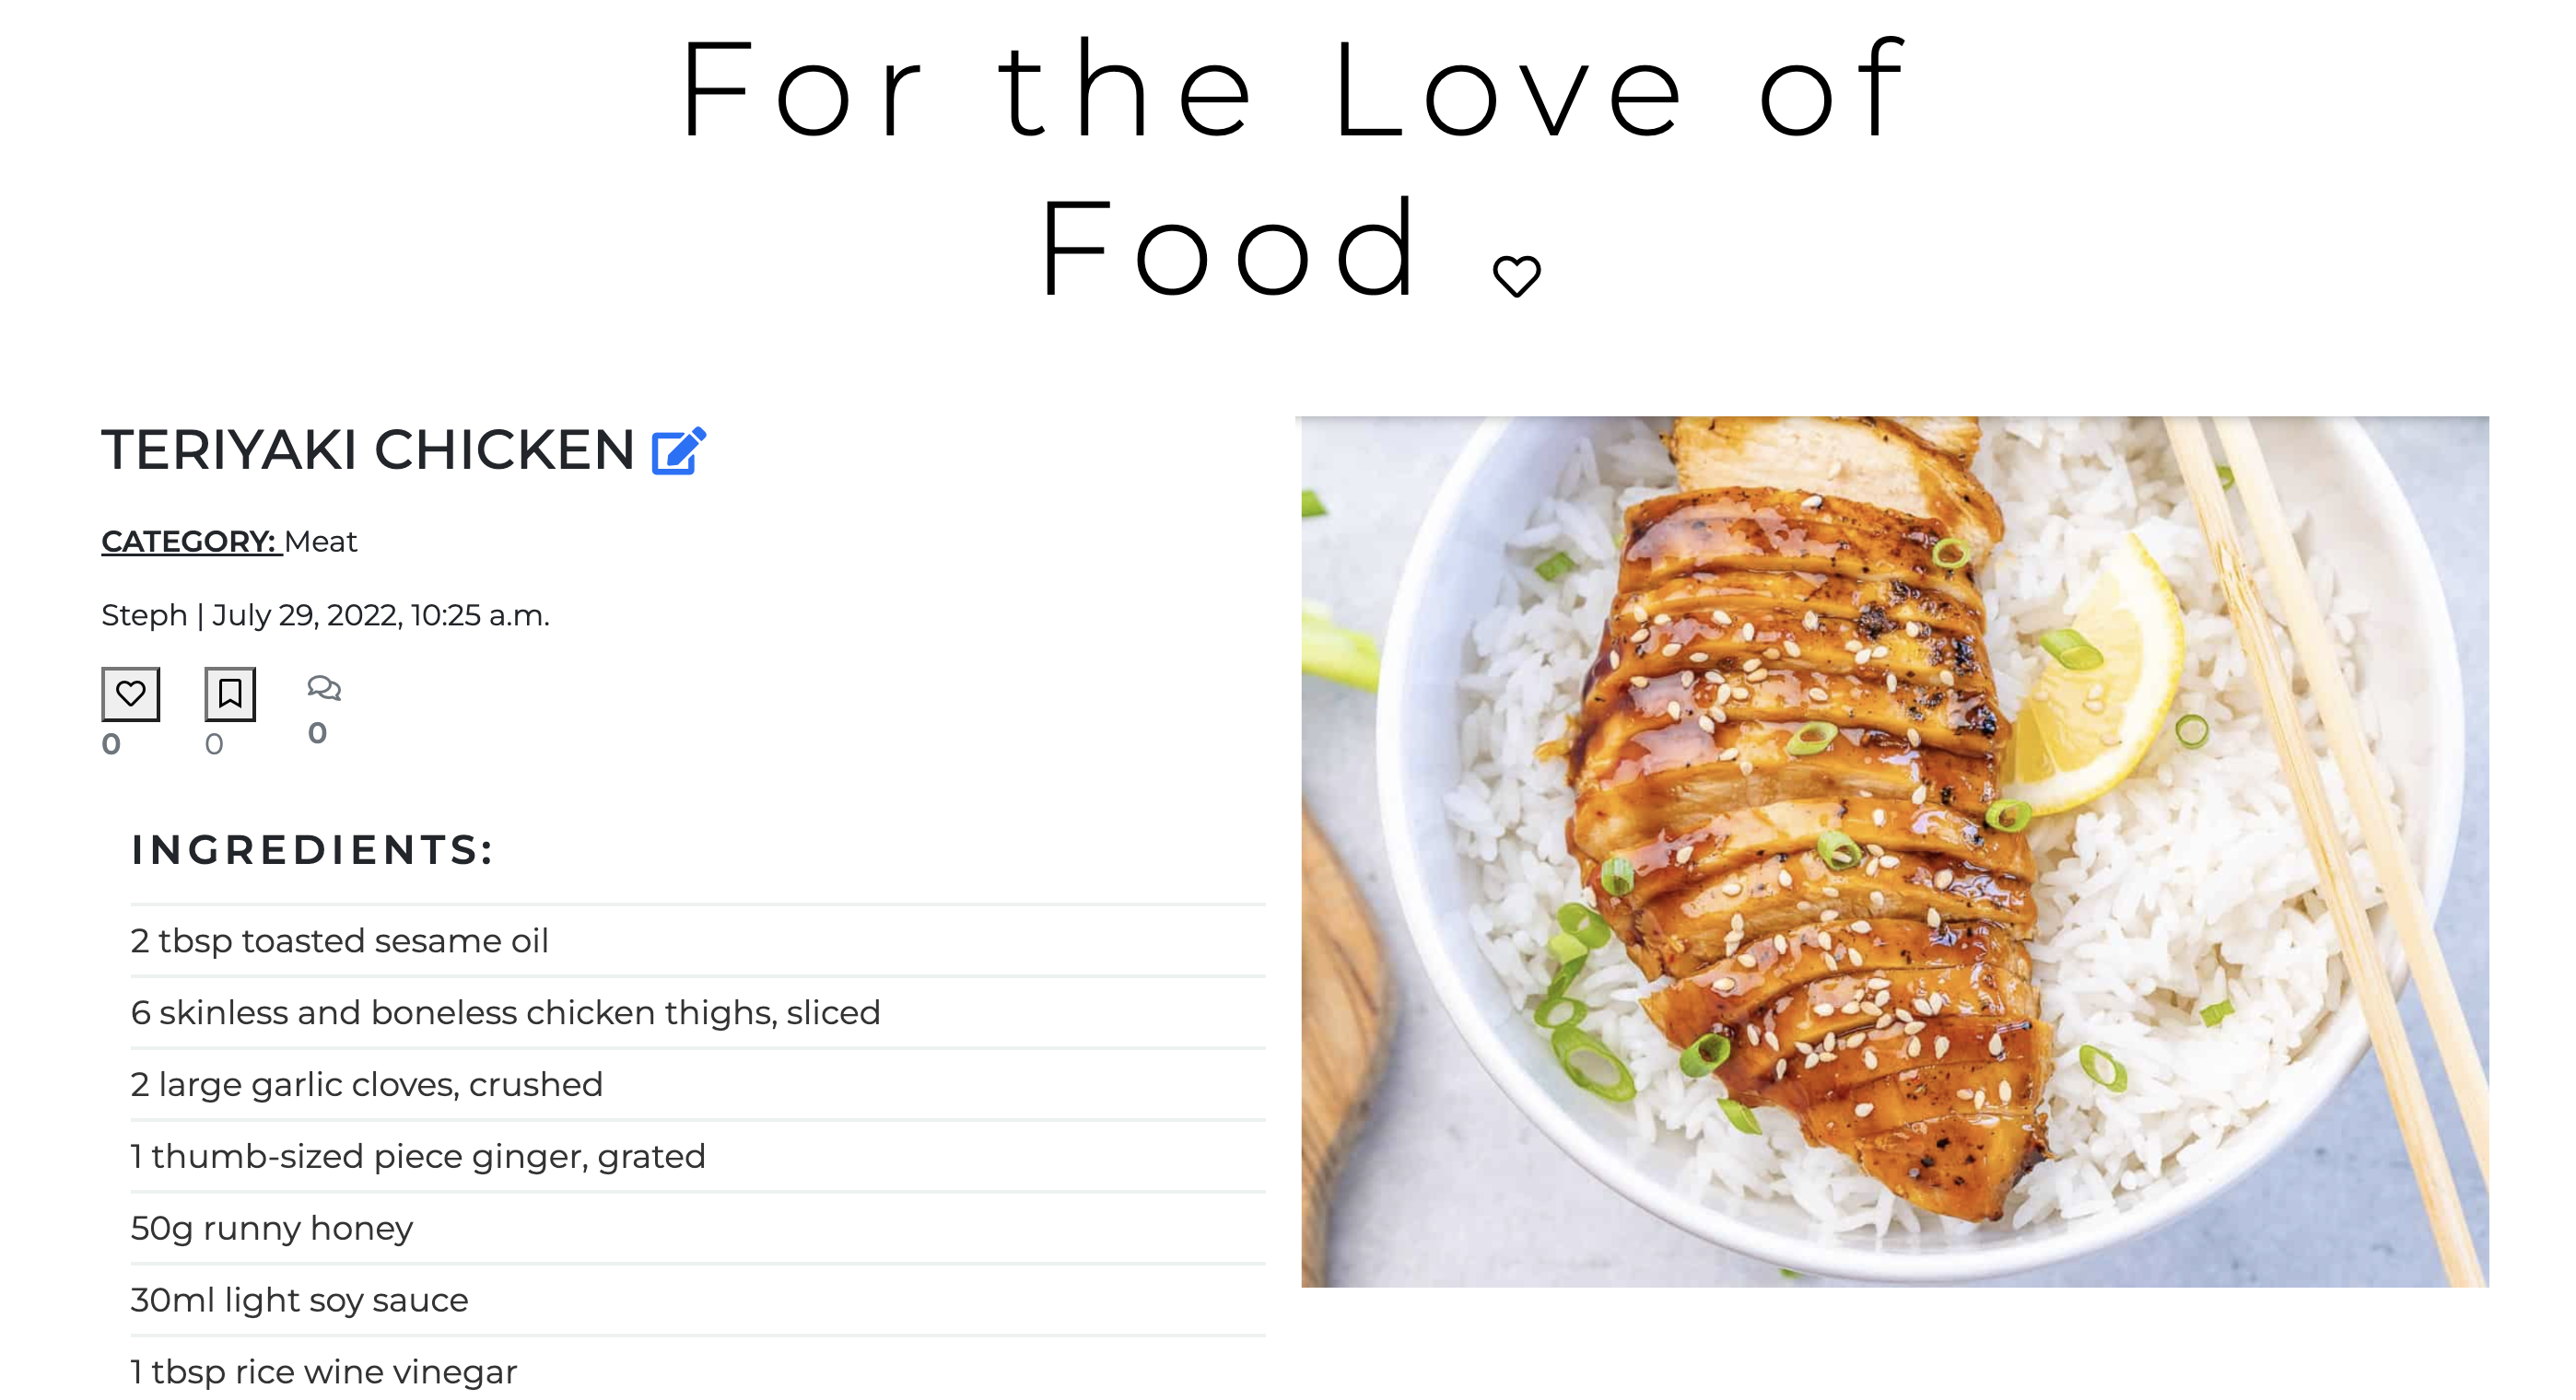 For the Love of
Food
TERIYAKI CHICKEN
CATEGORY: Meat
Steph | July 29, 2022, 10:25 a.m.
0 0 0
INGREDIENTS:
2 tbsp toasted sesame oil
6 skinless and boneless chicken thighs, sliced
2 large garlic cloves, crushed
1 thumb-sized piece ginger, grated
50g runny honey
30ml light soy sauce
1 tbsp rice wine vinegar